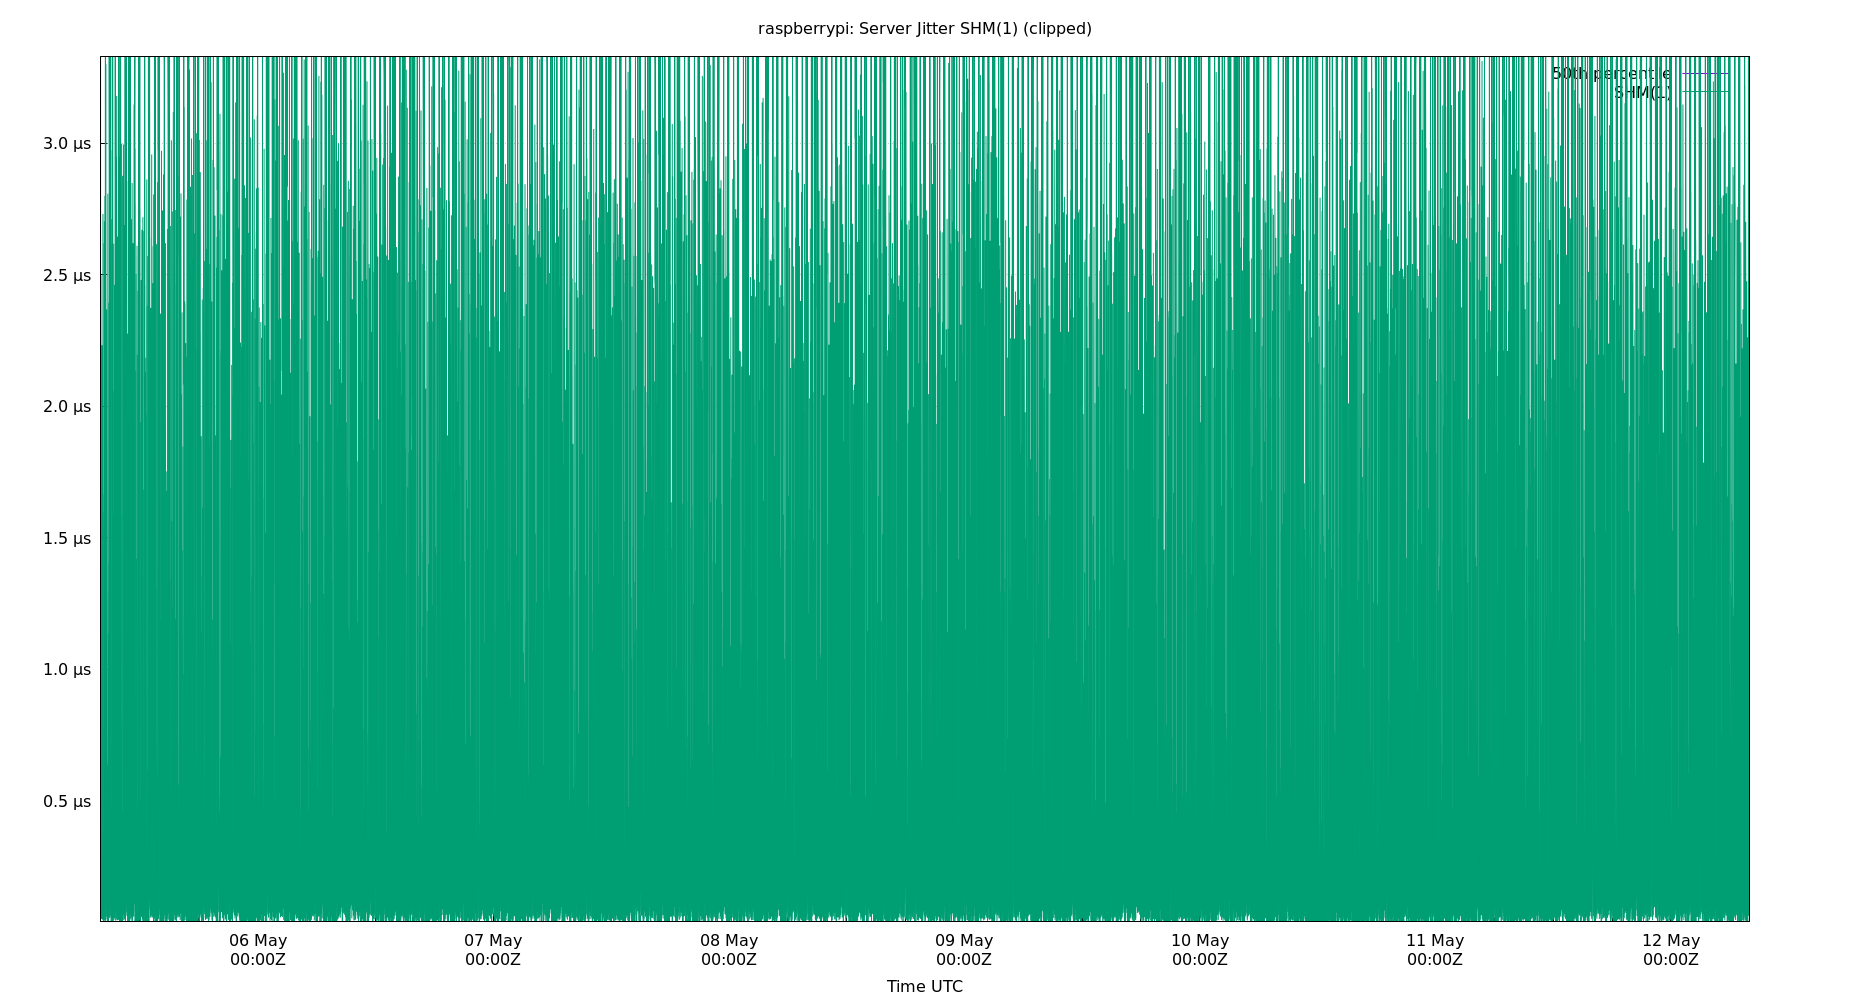 raspberrypi: Server Jitter SHM(1) (clipped)
50th percentile
SHM(1)
3.0 µs
2.5 µs
2.0 µs
1.5 µs
1.0 µs
0.5 µs
06 May 07 May 08 May 09 May 10 May 11 May 12 May
00:00Z 00:00Z 00:00Z 00:00Z 00:00Z 00:00Z 00:00Z
Time UTC